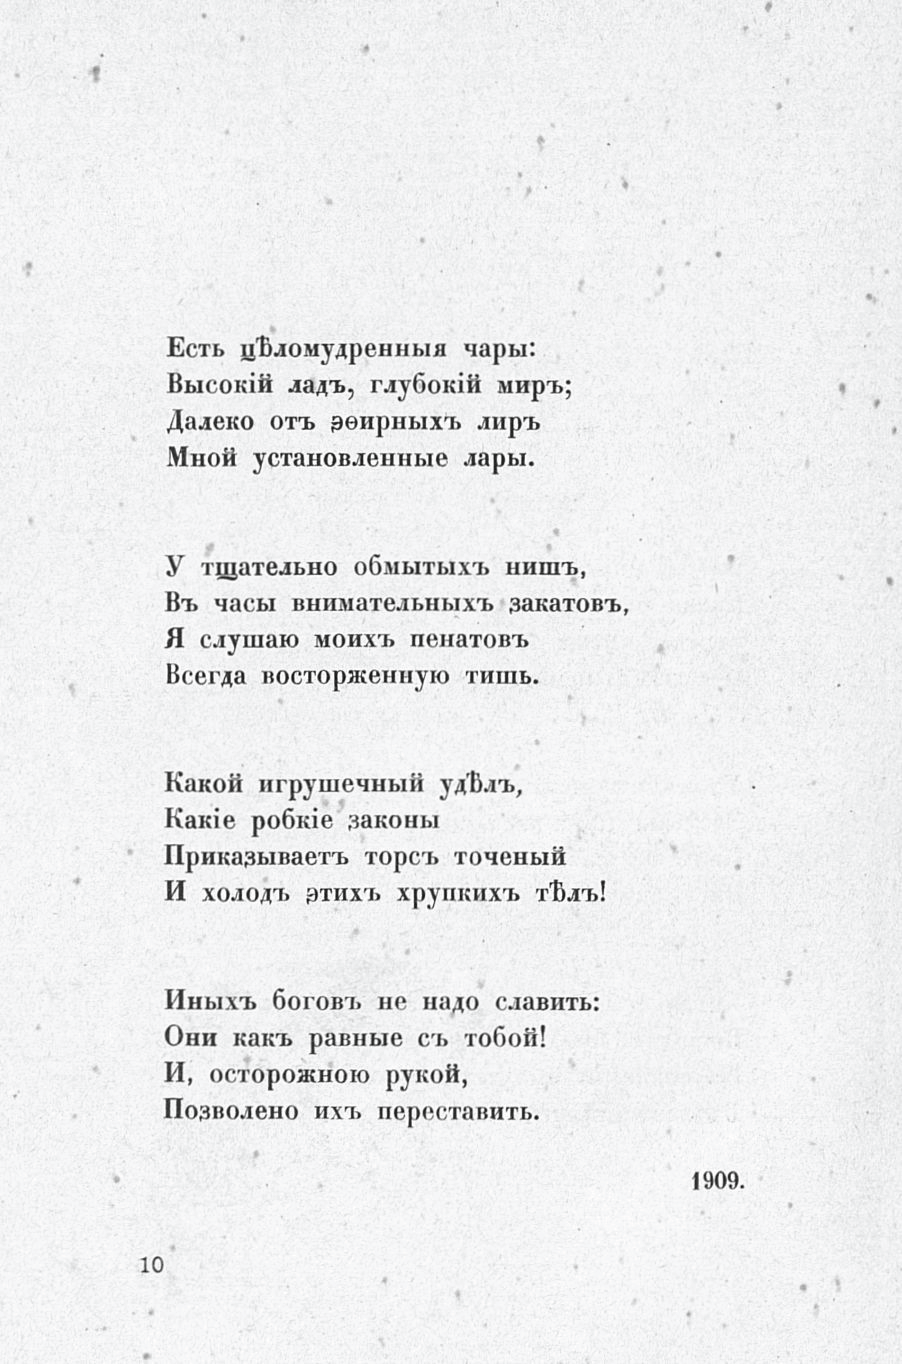 Есть цѣломудренныя чары:
Высокій ладъ, глубокій миръ;
Далеко отъ эѳирныхъ лиръ
Мной установленные лары.
У тщательно обмытыхъ нишъ,
Въ часы внимательныхъ закатовъ,
Я слушаю моихъ пенатовъ
Всегда восторженную тишь.
Какой игрушечный удѣлъ,
Какіе робкіе законы
Приказываетъ торсъ точеный
И холодъ этихъ хрупкихъ тѣлъ!
Иныхъ боговъ не надо славить:
Они какъ равные съ тобой!
И, осторожною рукой,
Позволено ихъ переставить.
1909.
10